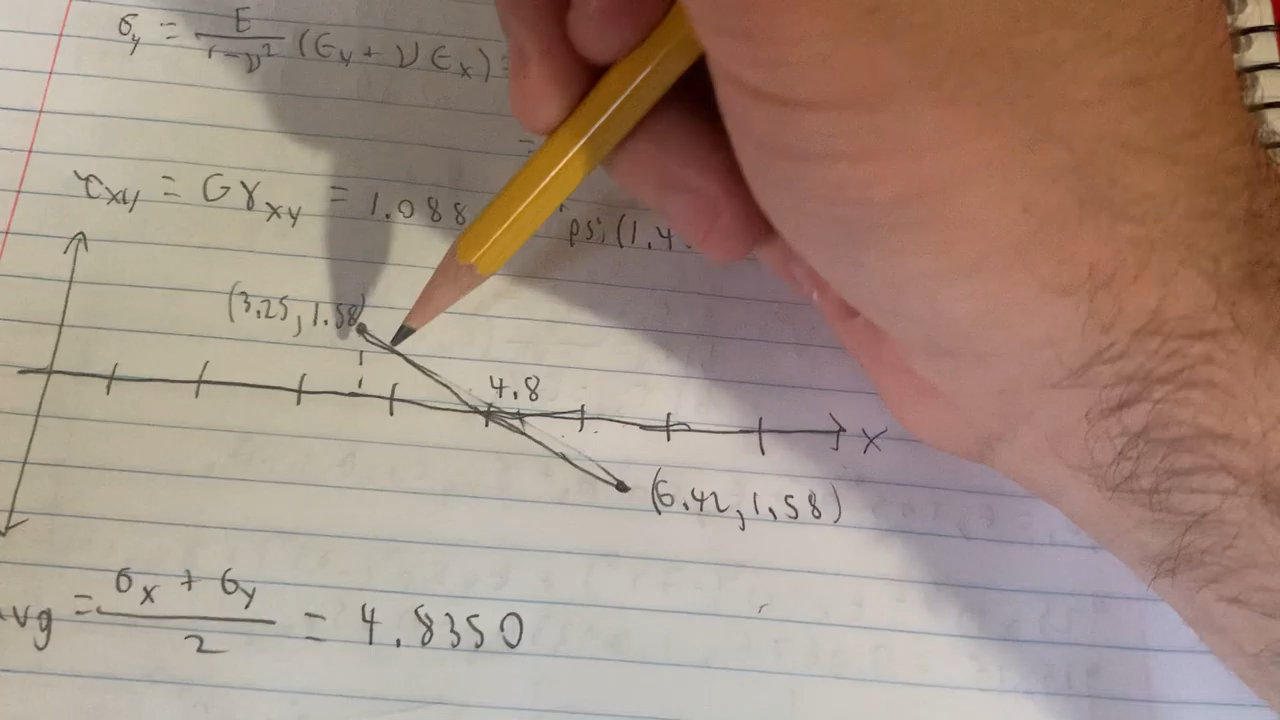 σy = E/(1-ν²) (ϵy + ν ϵx) =
=
τxy = Gγxy = 1.088 psi (1.4
(3.25, 1.58)
4.8
x
(6.42, 1.58)
vg = (σx + σy)/2 = 4.8350